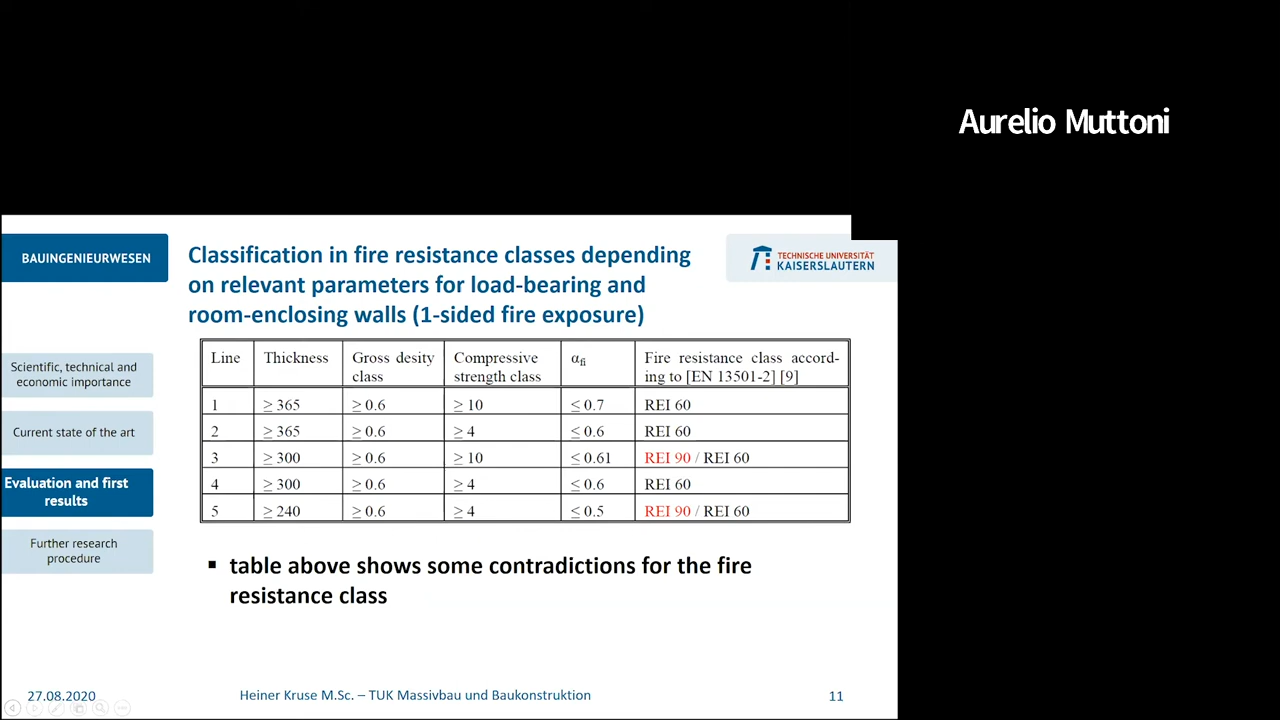 Aurelio Muttoni
BAUINGENIEURWESEN
Classification in fire resistance classes depending
on relevant parameters for load-bearing and
room-enclosing walls (1-sided fire exposure)
TECHNISCHE UNIVERSITÄT
KAISERSLAUTERN
Scientific, technical and
economic importance
Current state of the art
Evaluation and first
results
Further research
procedure
Line Thickness Gross desity class Compressive strength class αfi Fire resistance class accord-
ing to [EN 13501-2] [9]
1 ≥ 365 ≥ 0.6 ≥ 10 ≤ 0.7 REI 60
2 ≥ 365 ≥ 0.6 ≥ 4 ≤ 0.6 REI 60
3 ≥ 300 ≥ 0.6 ≥ 10 ≤ 0.61 REI 90 / REI 60
4 ≥ 300 ≥ 0.6 ≥ 4 ≤ 0.6 REI 60
5 ≥ 240 ≥ 0.6 ≥ 4 ≤ 0.5 REI 90 / REI 60
▪ table above shows some contradictions for the fire
resistance class
27.08.2020 Heiner Kruse M.Sc. – TUK Massivbau und Baukonstruktion 11